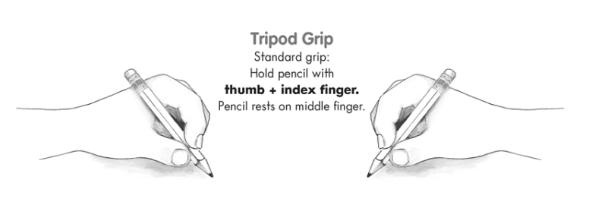 Tripod Grip
Standard grip:
Hold pencil with
thumb + index finger.
Pencil rests on middle finger.